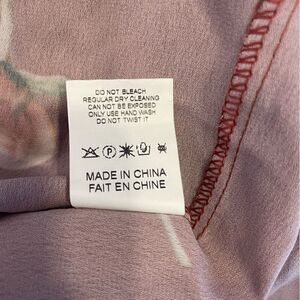 DO NOT BLEACH
REGULAR DRY CLEANING
CAN NOT BE EXPOSED
ONLY USE HAND WASH
DO NOT TWIST IT
P
MADE IN CHINA
FAIT EN CHINE